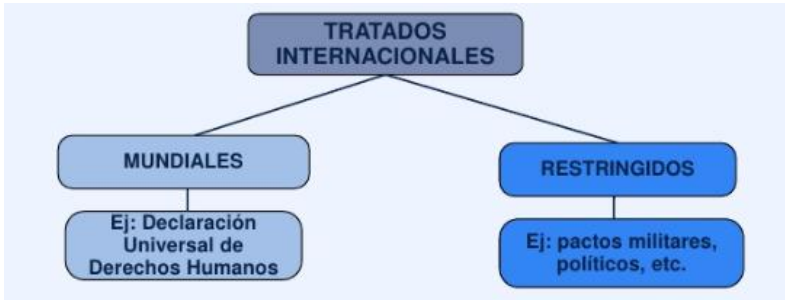 TRATADOS
INTERNACIONALES
MUNDIALES
RESTRINGIDOS
Ej: Declaración
Universal de
Derechos Humanos
Ej: pactos militares,
políticos, etc.